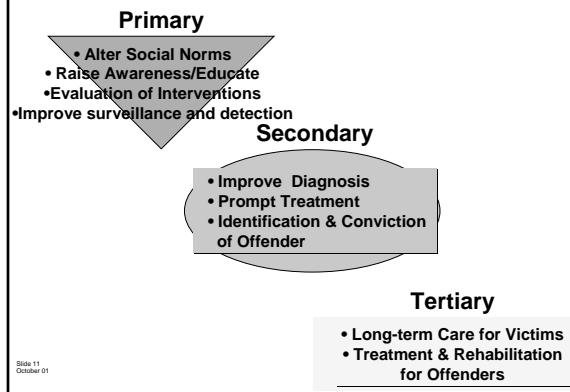 Primary
• Alter Social Norms
• Raise Awareness/Educate
•Evaluation of Interventions
•Improve surveillance and detection
Secondary
• Improve Diagnosis
• Prompt Treatment
• Identification & Conviction
of Offender
Tertiary
• Long-term Care for Victims
• Treatment & Rehabilitation
for Offenders
Slide 11
October 01